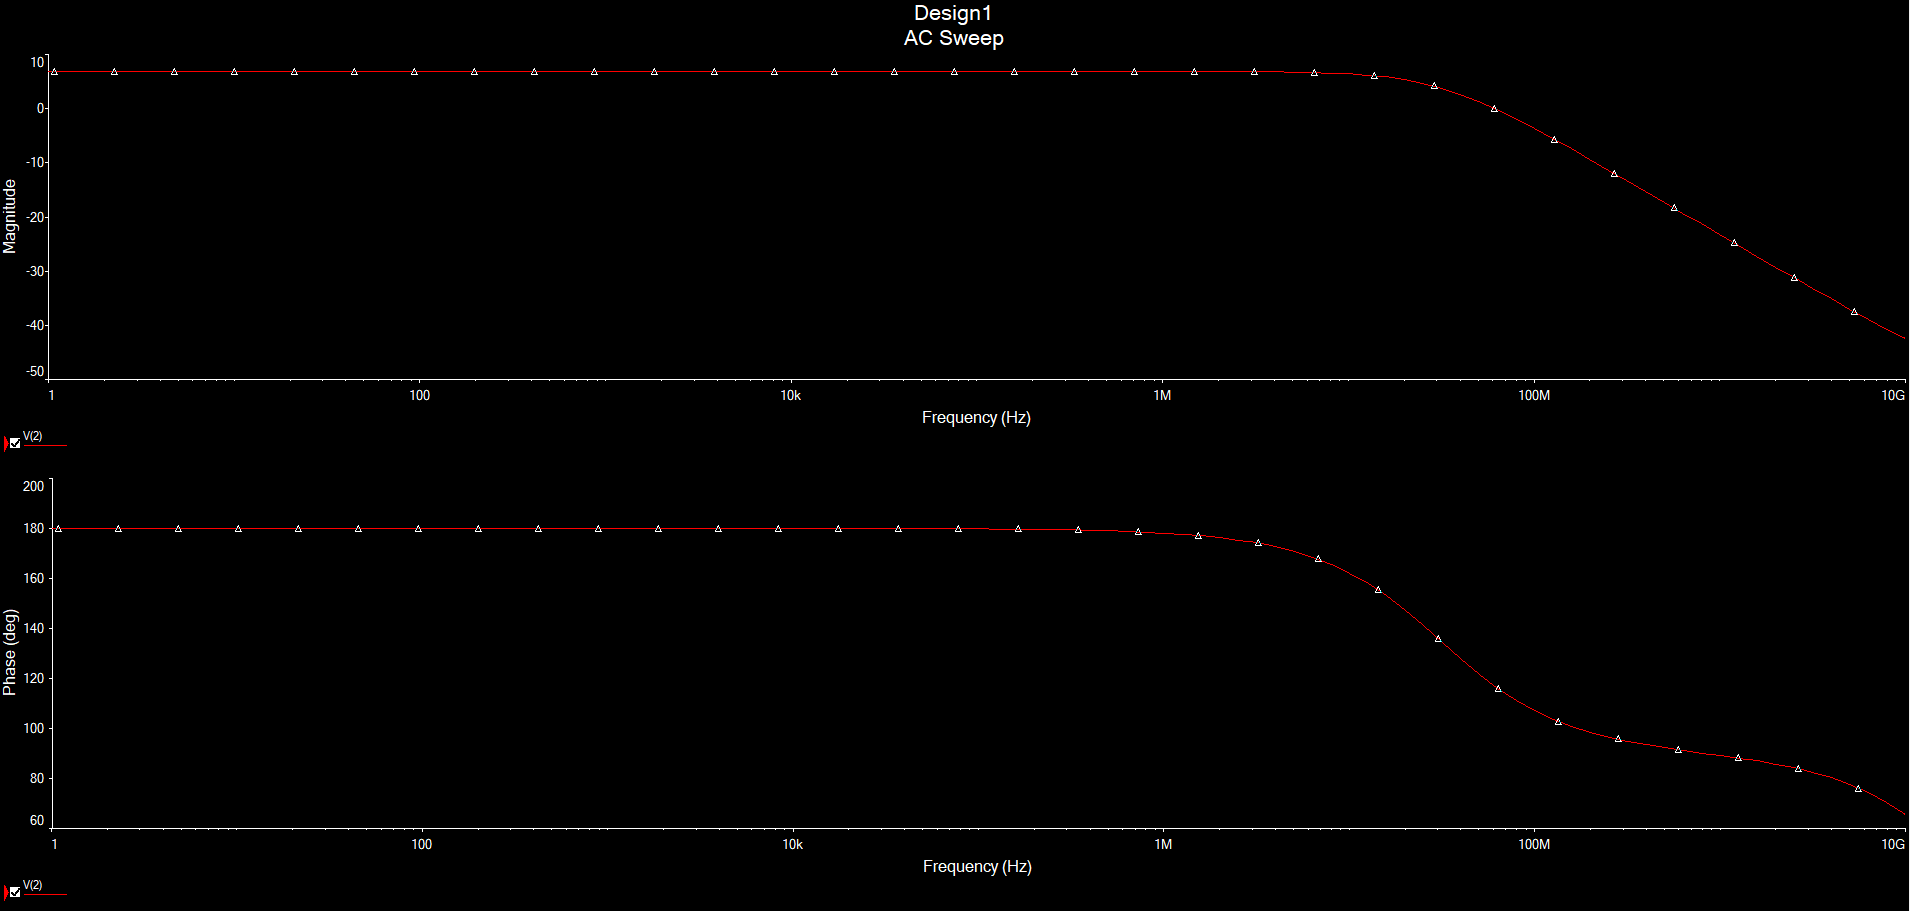 Design1
AC Sweep
10
0
-10
-20
-30
-40
-50
Magnitude
1 100 10k 1M 100M 10G
Frequency (Hz)
V(2)
200
180
160
140
120
100
80
60
Phase (deg)
1 100 10k 1M 100M 10G
Frequency (Hz)
V(2)